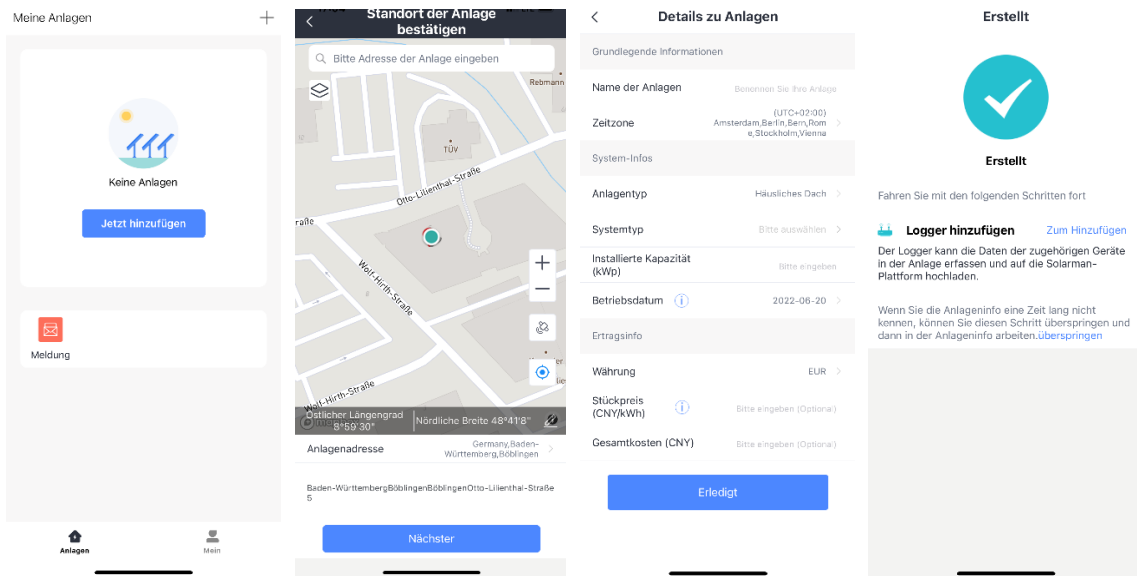 Meine Anlagen
Keine Anlagen
Jetzt hinzufügen
Meldung
Anlagen
Mein
Standort der Anlage
bestätigen
Bitte Adresse der Anlage eingeben
Rebmann
TÜV
Otto-Lilienthal-Straße
raße
Wolf-Hirth-Straße
Wolf-Hirth-Straße
Östlicher Längengrad
8°59'30"
Nördliche Breite 48°41'8"
Anlagenadresse
Germany,Baden-
Württemberg,Böblingen
Baden-WürttembergBöblingenBöblingenOtto-Lilienthal-Straße
5
Nächster
Details zu Anlagen
Grundlegende Informationen
Name der Anlagen
Benennen Sie Ihre Anlage
Zeitzone
(UTC+02:00)
Amsterdam,Berlin,Bern,Rom
e,Stockholm,Vienna
System-Infos
Anlagentyp
Häusliches Dach
Systemtyp
Bitte auswählen
Installierte Kapazität
(kWp)
Bitte eingeben
Betriebsdatum
2022-06-20
Ertragsinfo
Währung
EUR
Stückpreis
(CNY/kWh)
Bitte eingeben (Optional)
Gesamtkosten (CNY)
Bitte eingeben (Optional)
Erledigt
Erstellt
Erstellt
Fahren Sie mit den folgenden Schritten fort
Logger hinzufügen
Zum Hinzufügen
Der Logger kann die Daten der zugehörigen Geräte
in der Anlage erfassen und auf die Solarman-
Plattform hochladen.
Wenn Sie die Anlageninfo eine Zeit lang nicht
kennen, können Sie diesen Schritt überspringen und
dann in der Anlageninfo arbeiten.überspringen